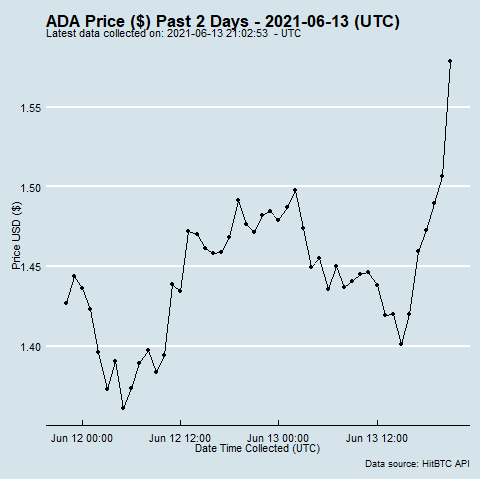 ADA Price ($) Past 2 Days - 2021-06-13 (UTC)
Latest data collected on: 2021-06-13 21:02:53  - UTC
1.55
1.50
1.45
1.40
Price USD ($)
Jun 12 00:00
Jun 12 12:00
Jun 13 00:00
Jun 13 12:00
Date Time Collected (UTC)
Data source: HitBTC API